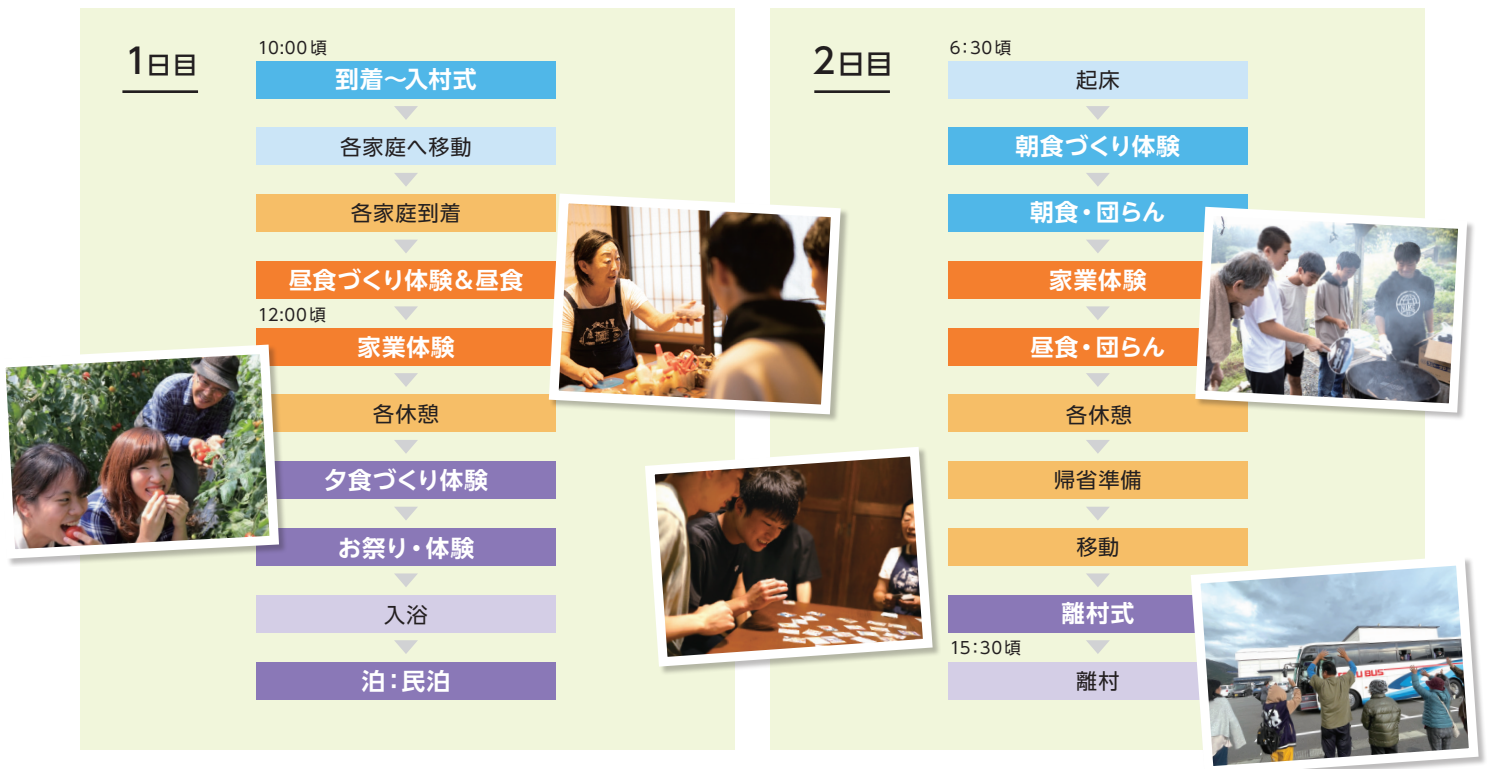 1日目
10:00頃
到着～入村式
各家庭へ移動
各家庭到着
昼食づくり体験&昼食
12:00頃
家業体験
各休憩
夕食づくり体験
お祭り・体験
入浴
泊：民泊
2日目
6：30頃
起床
朝食づくり体験
朝食・団らん
家業体験
昼食・団らん
各休憩
帰省準備
移動
離村式
15：30頃
離村
BUS